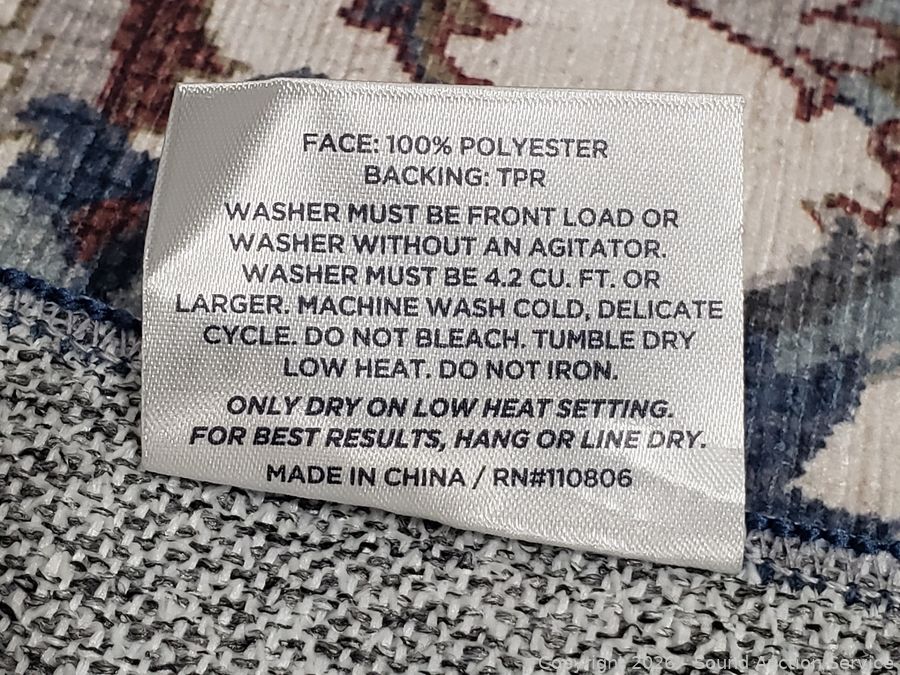 FACE: 100% POLYESTER
BACKING: TPR
WASHER MUST BE FRONT LOAD OR
WASHER WITHOUT AN AGITATOR.
WASHER MUST BE 4.2 CU. FT. OR
LARGER. MACHINE WASH COLD, DELICATE
CYCLE. DO NOT BLEACH. TUMBLE DRY
LOW HEAT. DO NOT IRON.
ONLY DRY ON LOW HEAT SETTING.
FOR BEST RESULTS, HANG OR LINE DRY.
MADE IN CHINA / RN#110806
Copyright 2026 - Sound Auction Service